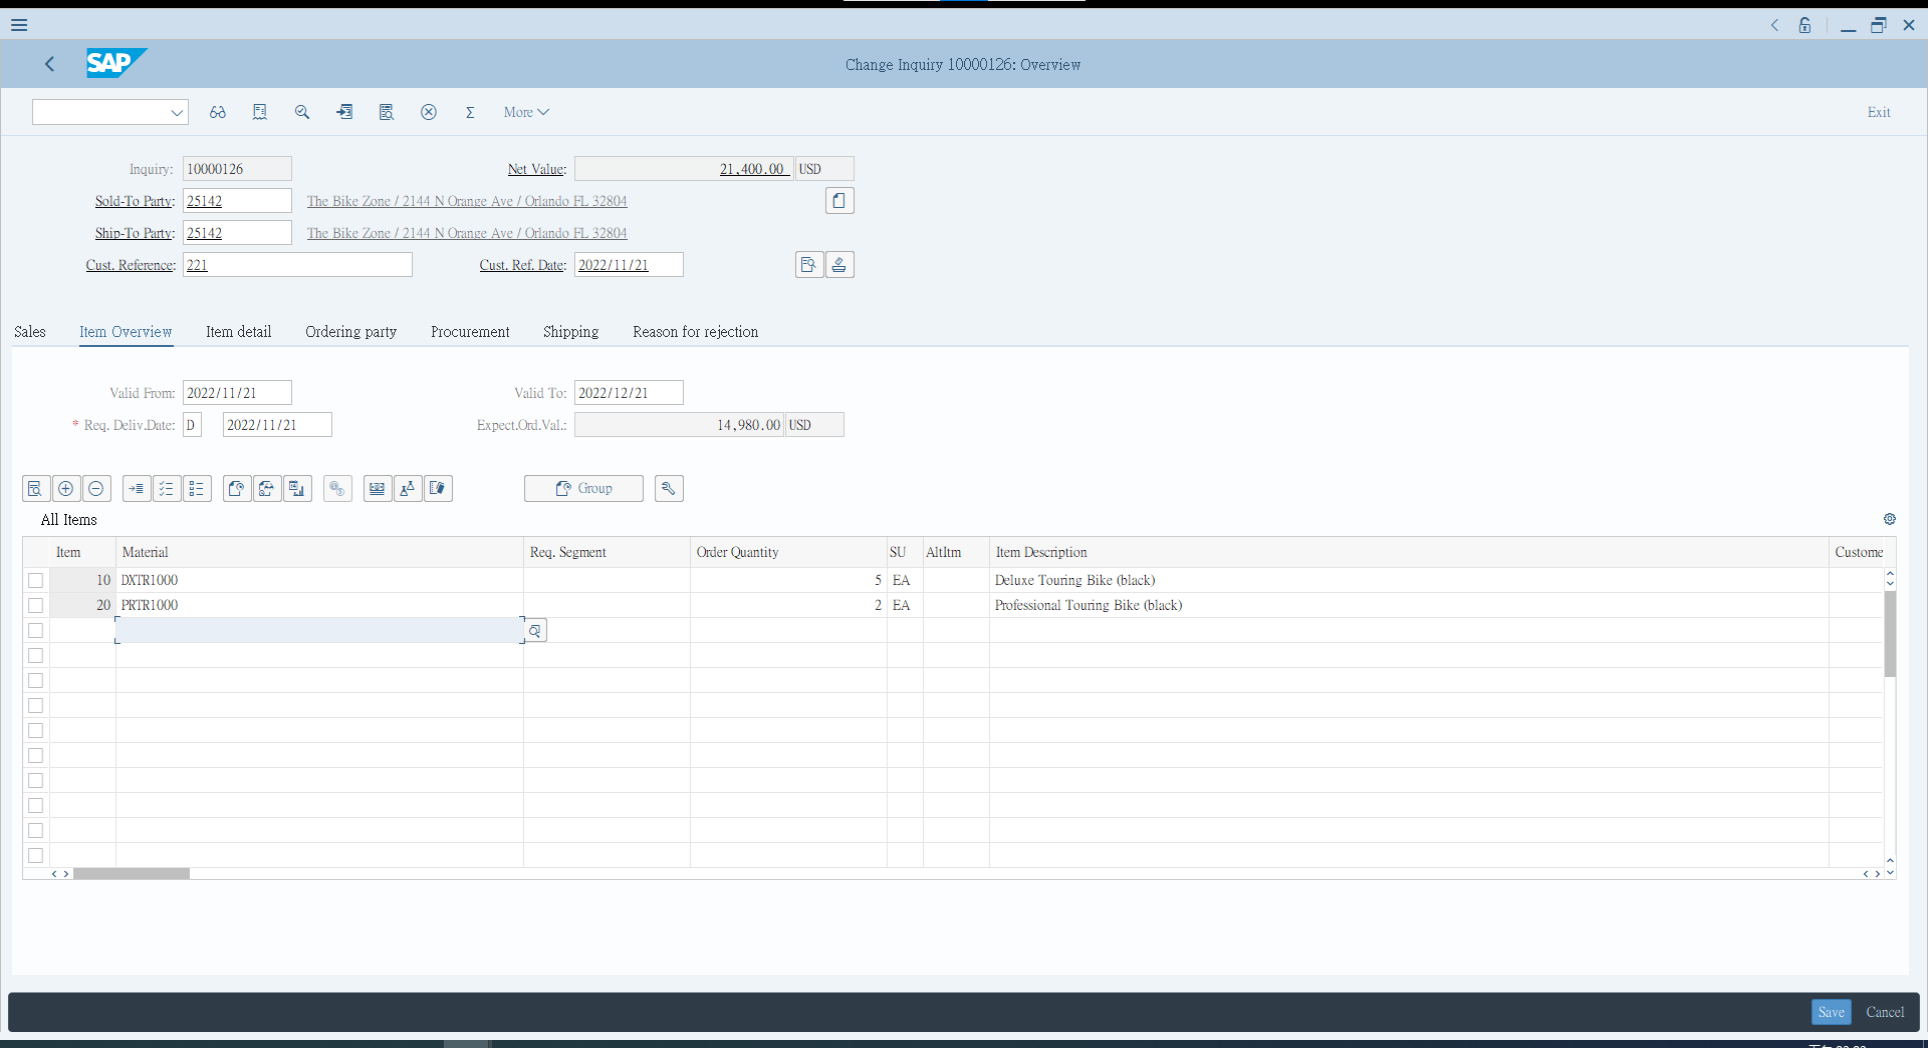 SAP
Change Inquiry 10000126: Overview
More
Exit
Inquiry: 10000126
Net Value: 21,400.00 USD
Sold-To Party: 25142 The Bike Zone / 2144 N Orange Ave / Orlando FL 32804
Ship-To Party: 25142 The Bike Zone / 2144 N Orange Ave / Orlando FL 32804
Cust. Reference: 221
Cust. Ref. Date: 2022/11/21
Sales Item Overview Item detail Ordering party Procurement Shipping Reason for rejection
Valid From: 2022/11/21
Valid To: 2022/12/21
* Req. Deliv.Date: D 2022/11/21
Expect.Ord.Val.: 14,980.00 USD
Group
All Items
Item Material Req. Segment Order Quantity SU AltItm Item Description Custome
10 DXTR1000 5 EA Deluxe Touring Bike (black)
20 PRTR1000 2 EA Professional Touring Bike (black)
Save Cancel